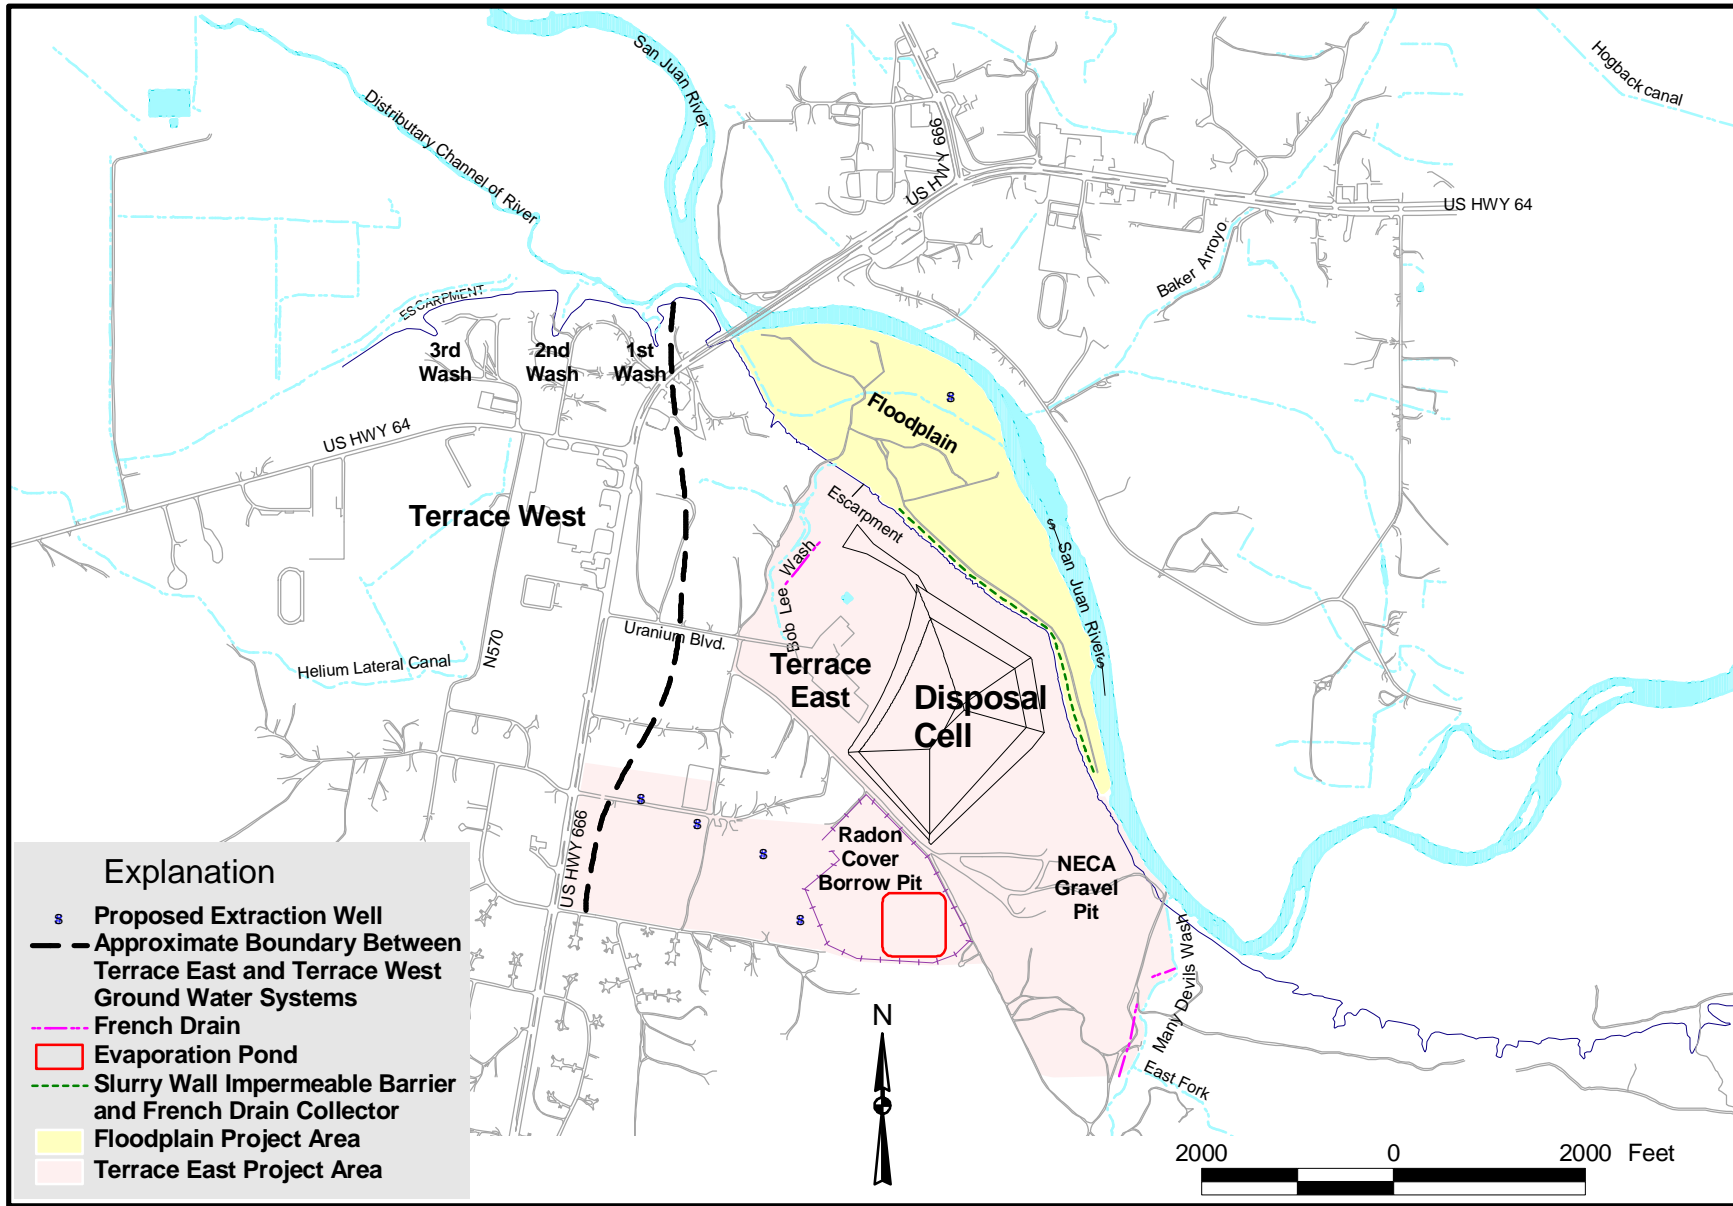 San Juan River
Hogback canal
Distributary Channel of River
US HWY 666
US HWY 64
Baker Arroyo
ESCARPMENT
3rd
Wash
2nd
Wash
1st
Wash
Floodplain
US HWY 64
Terrace West
Escarpment
San Juan River
Bob Lee Wash
Uranium Blvd.
N570
Helium Lateral Canal
Terrace
East
Disposal
Cell
US HWY 666
Radon
Cover
Borrow Pit
NECA
Gravel
Pit
Many Devils Wash
East Fork
N
Explanation
Proposed Extraction Well
Approximate Boundary Between
Terrace East and Terrace West
Ground Water Systems
French Drain
Evaporation Pond
Slurry Wall Impermeable Barrier
and French Drain Collector
Floodplain Project Area
Terrace East Project Area
2000 0 2000 Feet